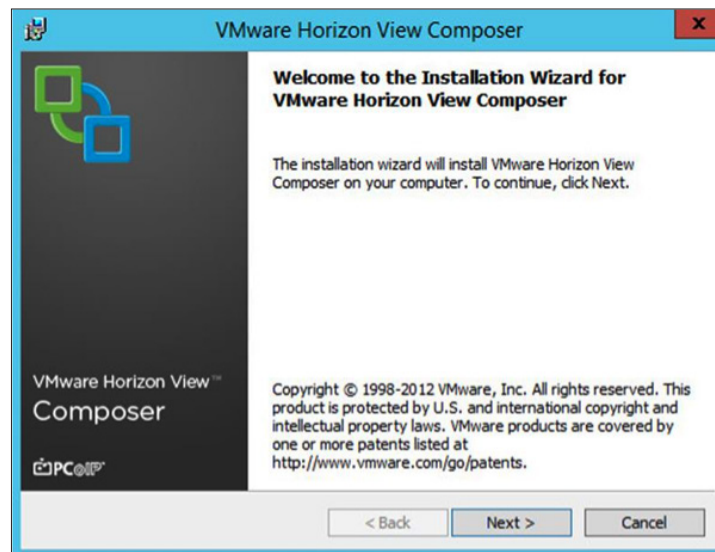 VMware Horizon View Composer
x
Welcome to the Installation Wizard for
VMware Horizon View Composer
The installation wizard will install VMware Horizon View
Composer on your computer. To continue, click Next.
VMware Horizon View™
Composer
PCoIP®
Copyright © 1998-2012 VMware, Inc. All rights reserved. This
product is protected by U.S. and international copyright and
intellectual property laws. VMware products are covered by
one or more patents listed at
http://www.vmware.com/go/patents.
< Back
Next >
Cancel